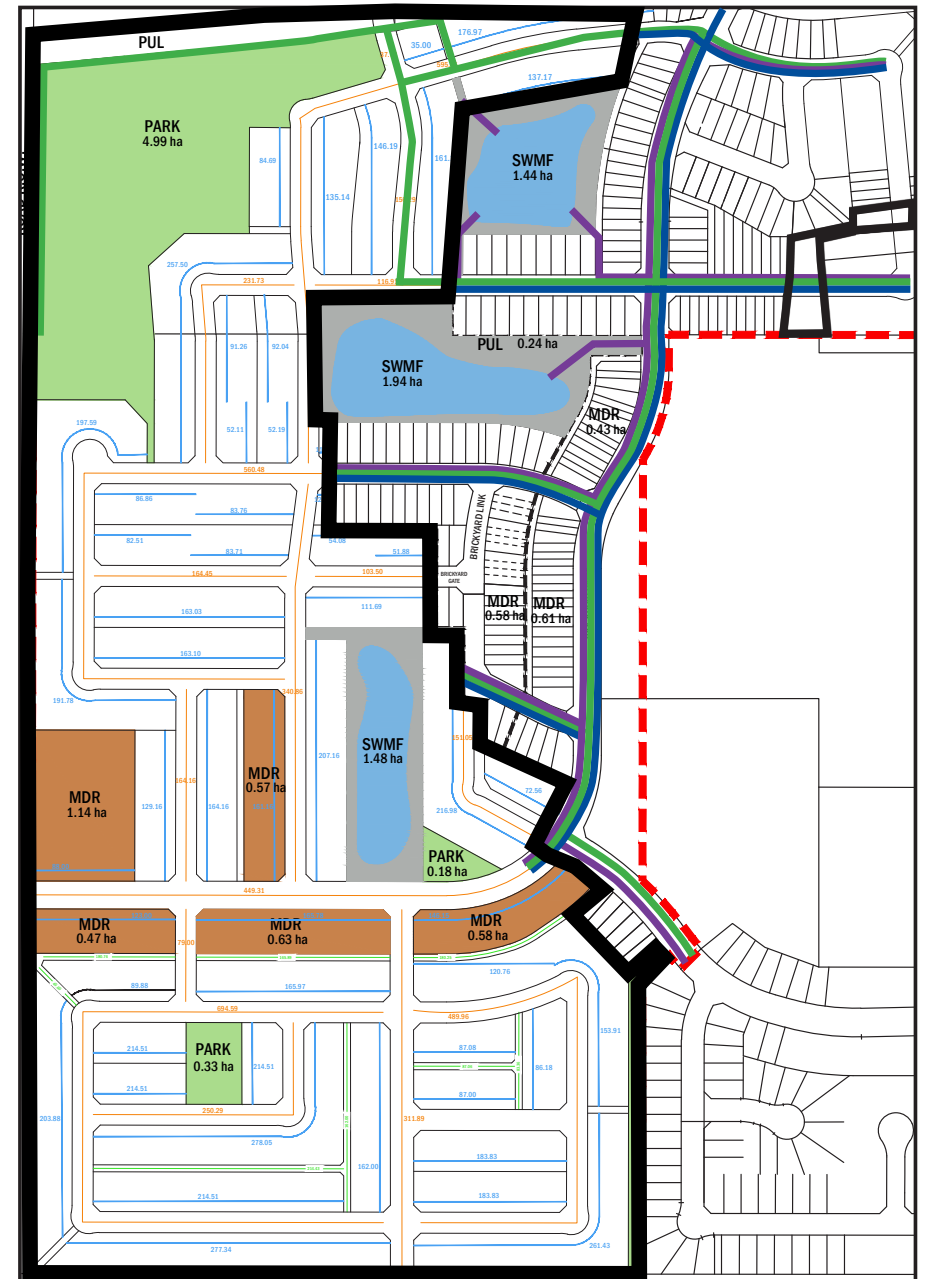 PUL
176.97
35.00
137.17
PARK
4.99 ha
84.69
146.19
161.
135.14
SWMF
1.44 ha
257.50
231.73
116.9
PUL 0.24 ha
91.26
92.04
SWMF
1.94 ha
MDR
0.43 ha
52.11
52.19
197.59
560.48
86.86
83.76
82.51
83.71
54.08
51.88
BRICKYARD LINK
BRICKYARD
GATE
164.45
103.50
111.69
163.03
MDR
0.58 ha
MDR
0.61 ha
163.10
191.78
340.86
151.05
SWMF
1.48 ha
207.16
MDR
0.57 ha
MDR
1.14 ha
129.16
164.16
164.16
72.56
216.98
PARK
0.18 ha
449.31
MDR
0.47 ha
MDR
0.63 ha
MDR
0.58 ha
79.00
120.76
89.88
165.97
694.59
489.96
153.91
214.51
PARK
0.33 ha
214.51
87.08
86.18
214.51
87.00
250.29
203.88
311.89
278.05
162.00
183.83
214.51
183.83
277.34
261.43